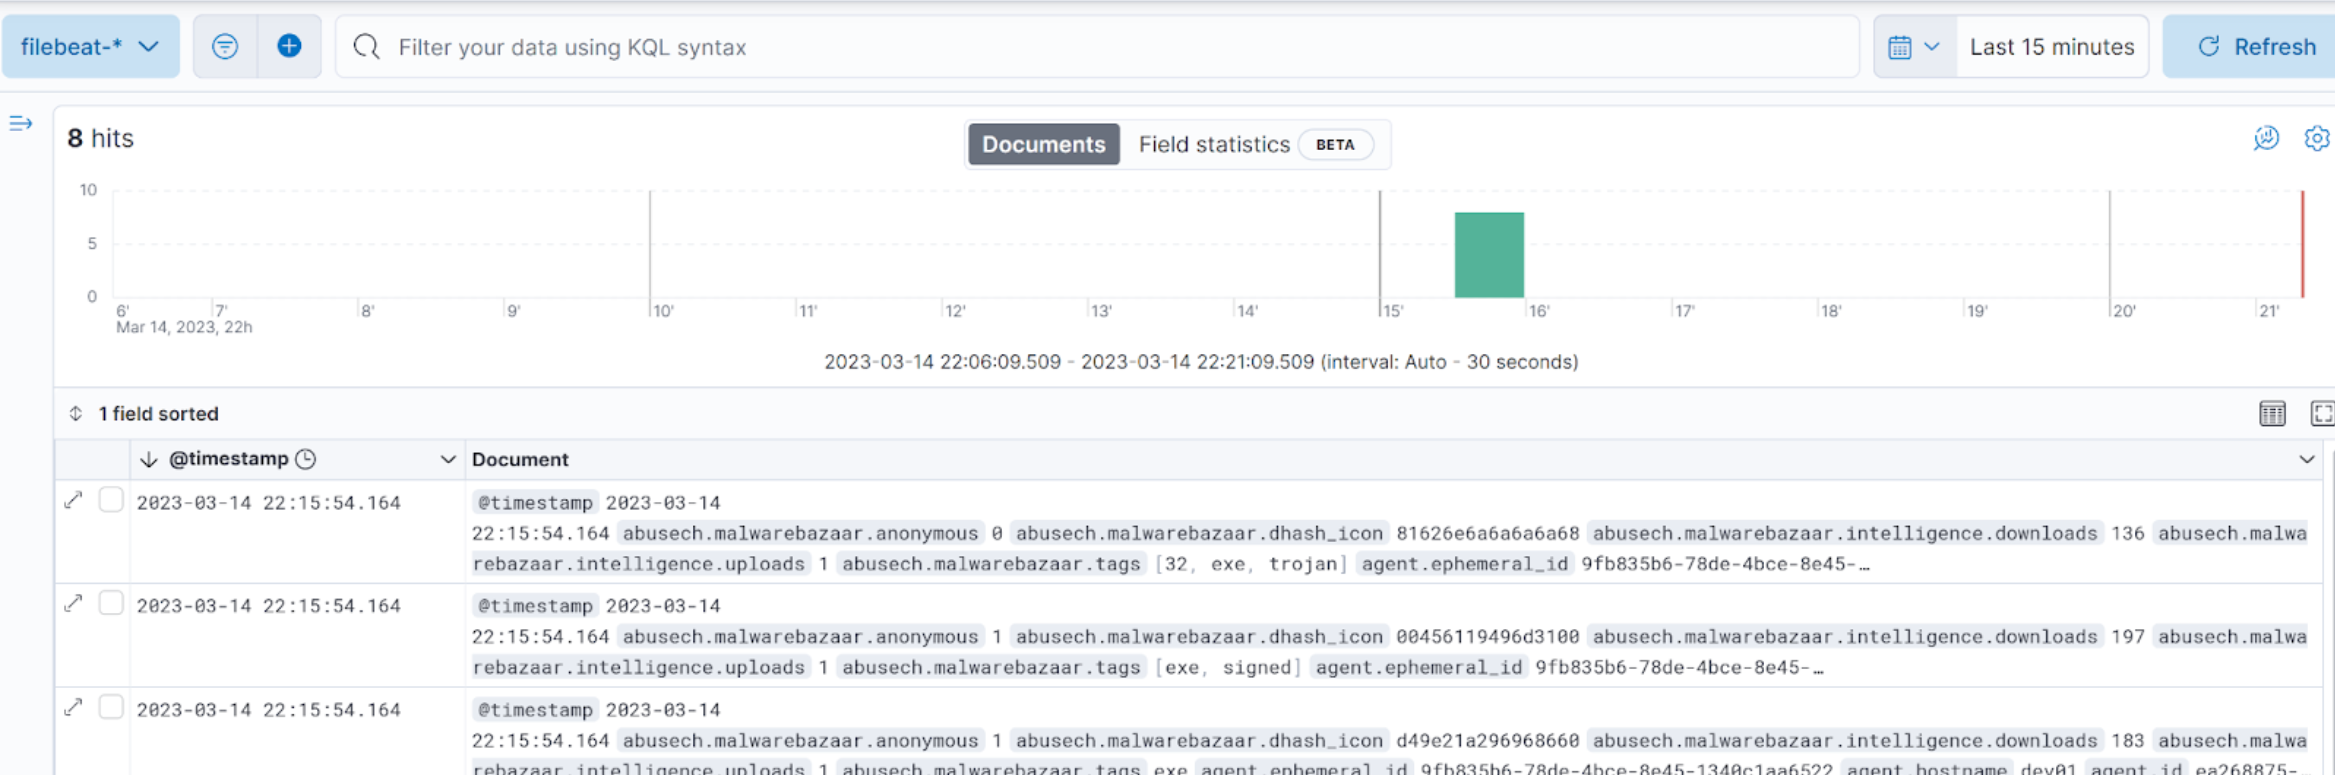 filebeat-* Filter your data using KQL syntax Last 15 minutes Refresh
8 hits Documents Field statistics BETA
10
5
0
6' 7' 8' 9' 10' 11' 12' 13' 14' 15' 16' 17' 18' 19' 20' 21'
Mar 14, 2023, 22h
2023-03-14 22:06:09.509 - 2023-03-14 22:21:09.509 (interval: Auto - 30 seconds)
1 field sorted
@timestamp Document
2023-03-14 22:15:54.164 @timestamp 2023-03-14
22:15:54.164 abusech.malwarebazaar.anonymous 0 abusech.malwarebazaar.dhash_icon 81626e6a6a6a6a68 abusech.malwarebazaar.intelligence.downloads 136 abusech.malwa
rebazaar.intelligence.uploads 1 abusech.malwarebazaar.tags [32, exe, trojan] agent.ephemeral_id 9fb835b6-78de-4bce-8e45-…
2023-03-14 22:15:54.164 @timestamp 2023-03-14
22:15:54.164 abusech.malwarebazaar.anonymous 1 abusech.malwarebazaar.dhash_icon 00456119496d3100 abusech.malwarebazaar.intelligence.downloads 197 abusech.malwa
rebazaar.intelligence.uploads 1 abusech.malwarebazaar.tags [exe, signed] agent.ephemeral_id 9fb835b6-78de-4bce-8e45-…
2023-03-14 22:15:54.164 @timestamp 2023-03-14
22:15:54.164 abusech.malwarebazaar.anonymous 1 abusech.malwarebazaar.dhash_icon d49e21a296968660 abusech.malwarebazaar.intelligence.downloads 183 abusech.malwa
rebazaar.intelligence.uploads 1 abusech.malwarebazaar.tags exe agent.ephemeral_id 9fb835b6-78de-4bce-8e45-1340c1aa6522 agent.hostname dev01 agent.id ea268875-…